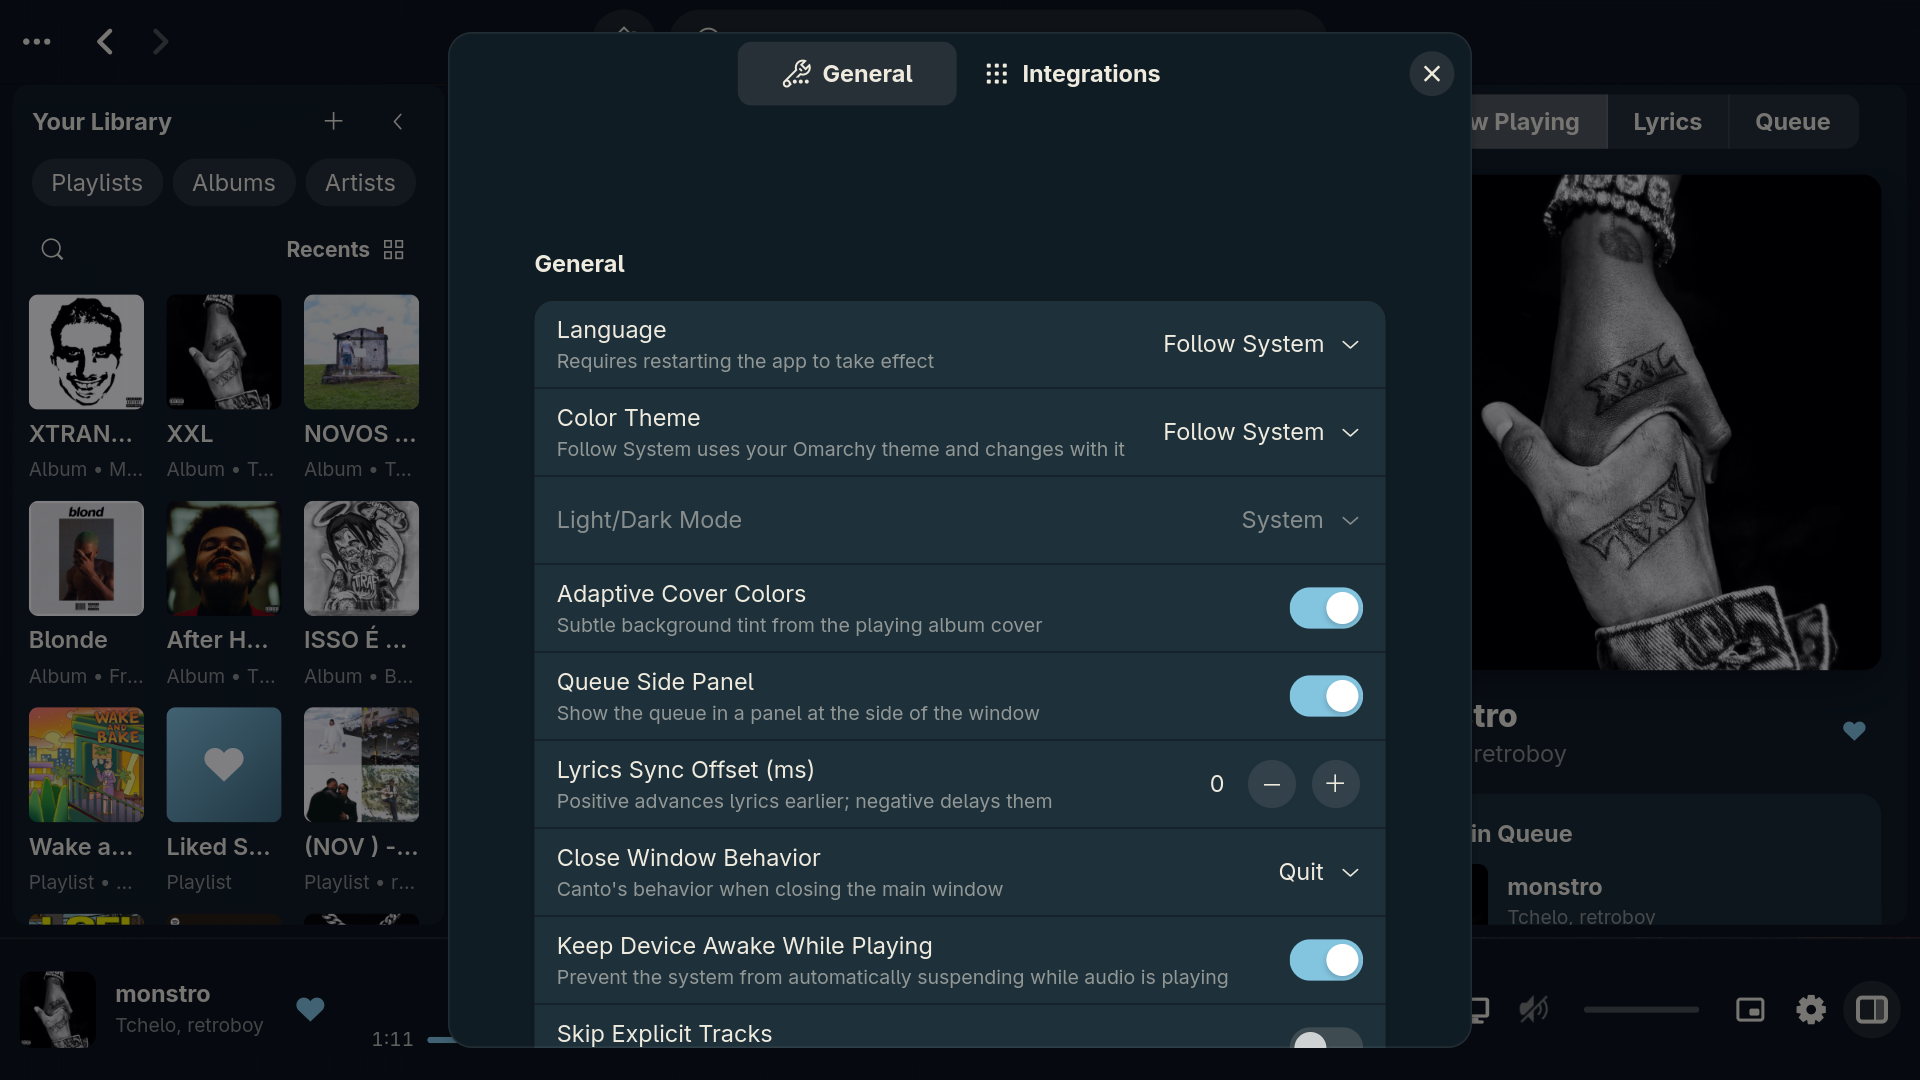 General
Integrations
Your Library
Playlists
Albums
Artists
Recents
XTRAN...
Album • M...
XXL
Album • T...
NOVOS ...
Album • T...
blond
Blonde
Album • Fr...
After H...
Album • T...
ISSO É ...
Album • B...
WAKE
AND
BAKE
Wake a...
Playlist • ...
Liked S...
Playlist
(NOV ) -...
Playlist • r...
General
Language
Requires restarting the app to take effect
Follow System
Color Theme
Follow System uses your Omarchy theme and changes with it
Follow System
Light/Dark Mode
System
Adaptive Cover Colors
Subtle background tint from the playing album cover
Queue Side Panel
Show the queue in a panel at the side of the window
Lyrics Sync Offset (ms)
Positive advances lyrics earlier; negative delays them
0
Close Window Behavior
Canto's behavior when closing the main window
Quit
Keep Device Awake While Playing
Prevent the system from automatically suspending while audio is playing
Skip Explicit Tracks
w Playing
Lyrics
Queue
tro
retroboy
in Queue
monstro
Tchelo, retroboy
monstro
Tchelo, retroboy
1:11